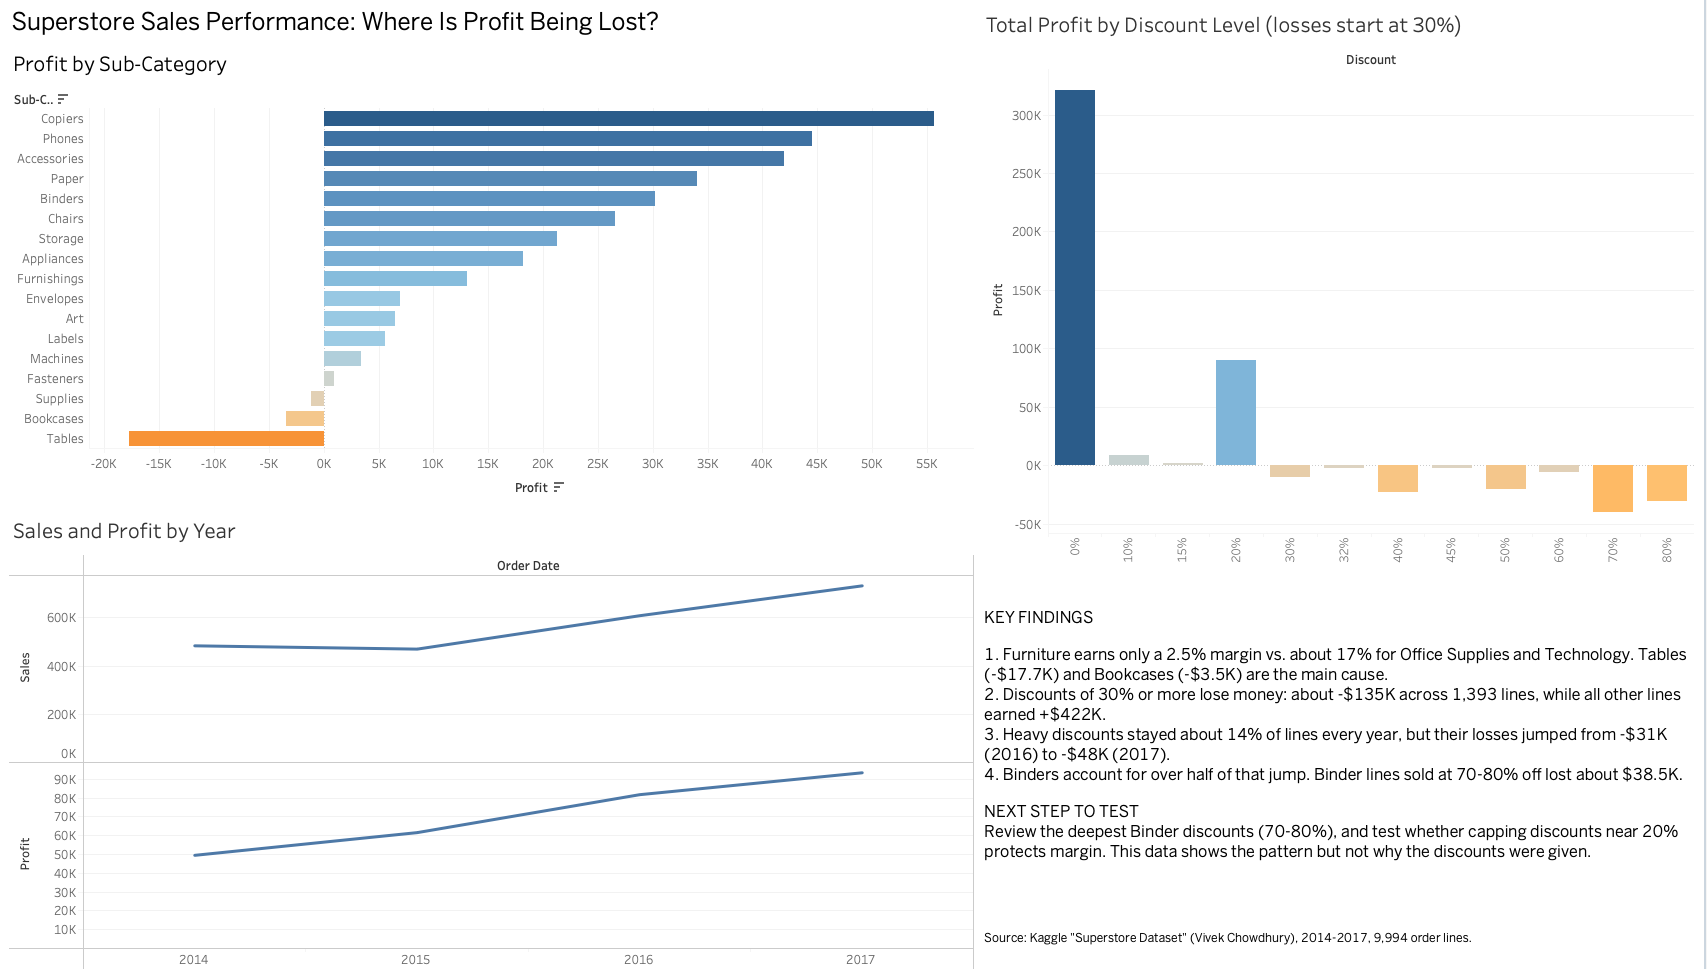 Superstore Sales Performance: Where Is Profit Being Lost?
Profit by Sub-Category
Sub-C..
Copiers
Phones
Accessories
Paper
Binders
Chairs
Storage
Appliances
Furnishings
Envelopes
Art
Labels
Machines
Fasteners
Supplies
Bookcases
Tables
-20K -15K -10K -5K 0K 5K 10K 15K 20K 25K 30K 35K 40K 45K 50K 55K
Profit
Sales and Profit by Year
Order Date
600K
400K
200K
0K
Sales
90K
80K
70K
60K
50K
40K
30K
20K
10K
Profit
2014 2015 2016 2017
Total Profit by Discount Level (losses start at 30%)
Discount
300K
250K
200K
150K
100K
50K
0K
-50K
Profit
0% 10% 15% 20% 30% 32% 40% 45% 50% 60% 70% 80%
KEY FINDINGS
1. Furniture earns only a 2.5% margin vs. about 17% for Office Supplies and Technology. Tables
(-$17.7K) and Bookcases (-$3.5K) are the main cause.
2. Discounts of 30% or more lose money: about -$135K across 1,393 lines, while all other lines
earned +$422K.
3. Heavy discounts stayed about 14% of lines every year, but their losses jumped from -$31K
(2016) to -$48K (2017).
4. Binders account for over half of that jump. Binder lines sold at 70-80% off lost about $38.5K.
NEXT STEP TO TEST
Review the deepest Binder discounts (70-80%), and test whether capping discounts near 20%
protects margin. This data shows the pattern but not why the discounts were given.
Source: Kaggle "Superstore Dataset" (Vivek Chowdhury), 2014-2017, 9,994 order lines.